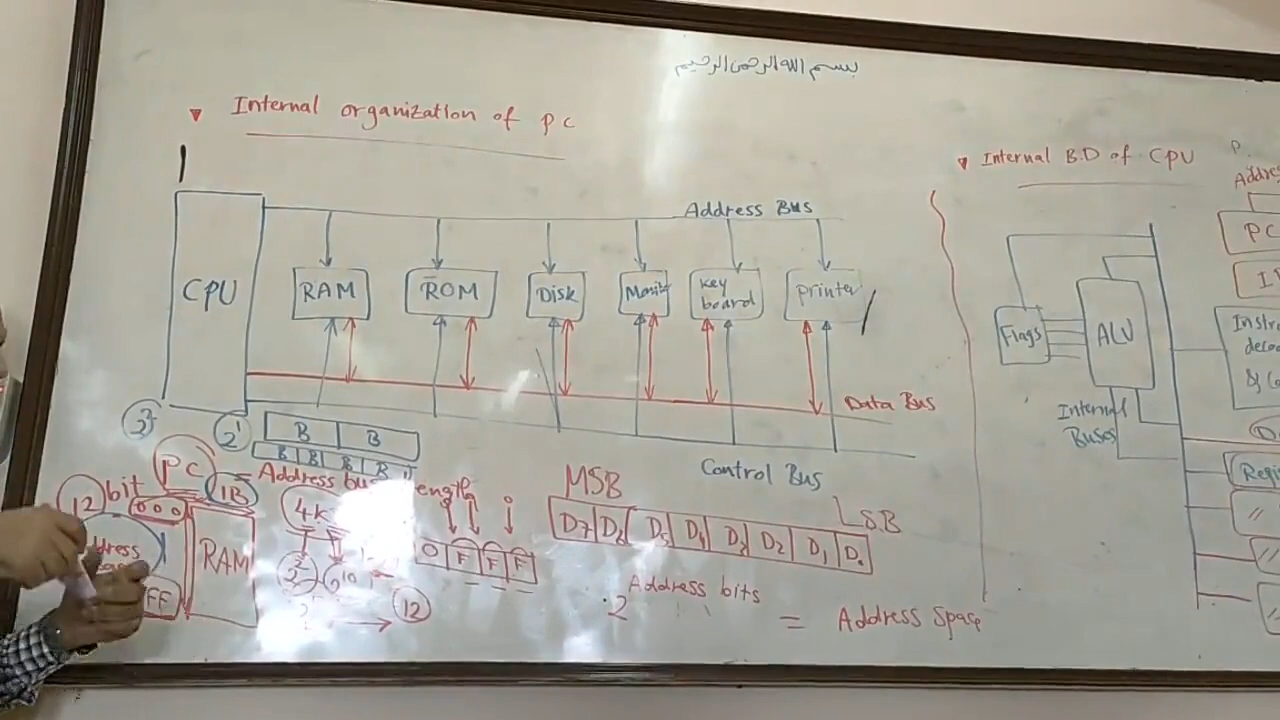 بسم الله الرحمن الرحيم
Internal organization of PC
Address Bus
CPU
RAM
ROM
Disk
Key
board
printer
Data Bus
Control Bus
B B
B B B B
PC
12 bit
1B
000
RAM
FF
Address bus length
4K
12
0 F F F
MSB
LSB
D7 D6 D5 D4 D3 D2 D1 D0
2 Address bits = Address Space
Internal B.D of CPU
Flags
ALU
Internal
Buses
PC